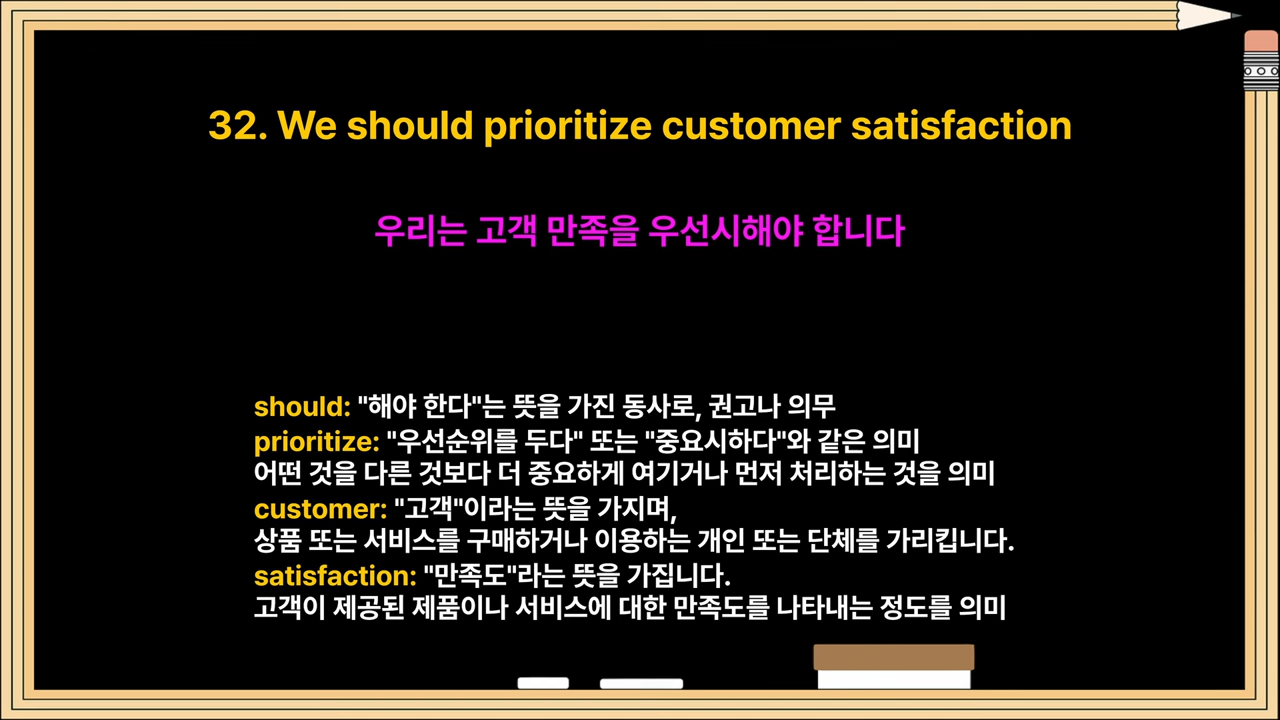 32. We should prioritize customer satisfaction
우리는 고객 만족을 우선시해야 합니다
should: "해야 한다"는 뜻을 가진 동사로, 권고나 의무
prioritize: "우선순위를 두다" 또는 "중요시하다"와 같은 의미
어떤 것을 다른 것보다 더 중요하게 여기거나 먼저 처리하는 것을 의미
customer: "고객"이라는 뜻을 가지며,
상품 또는 서비스를 구매하거나 이용하는 개인 또는 단체를 가리킵니다.
satisfaction: "만족도"라는 뜻을 가집니다.
고객이 제공된 제품이나 서비스에 대한 만족도를 나타내는 정도를 의미